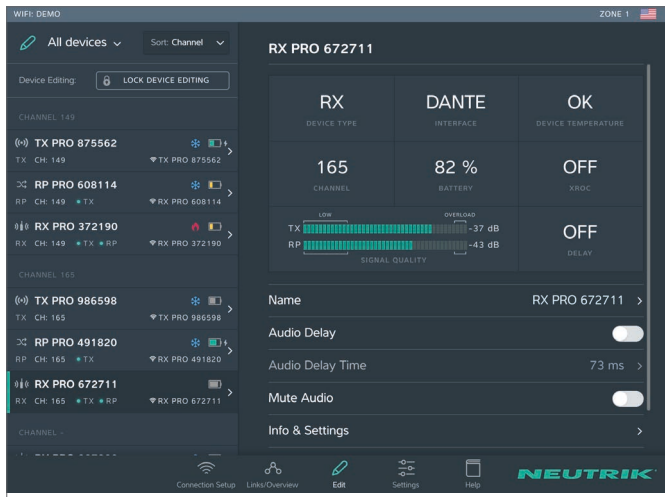 WIFI: DEMO
ZONE 1
All devices
Sort: Channel
Device Editing:
LOCK DEVICE EDITING
CHANNEL 149
TX PRO 875562
TX CH: 149
TX PRO 875562
RP PRO 608114
RP CH: 149 TX
RX PRO 608114
RX PRO 372190
RX CH: 149 TX RP
RX PRO 372190
CHANNEL 165
TX PRO 986598
TX CH: 165
TX PRO 986598
RP PRO 491820
RP CH: 165 TX
RX PRO 491820
RX PRO 672711
RX CH: 165 TX RP
RX PRO 672711
CHANNEL -
RX PRO 672711
RX
DEVICE TYPE
DANTE
INTERFACE
OK
DEVICE TEMPERATURE
165
CHANNEL
82 %
BATTERY
OFF
XROC
LOW
OVERLOAD
TX
-37 dB
RP
-43 dB
SIGNAL QUALITY
OFF
DELAY
Name
RX PRO 672711
Audio Delay
Audio Delay Time
73 ms
Mute Audio
Info & Settings
Connection Setup
Links/Overview
Edit
Settings
Help
NEUTRIK